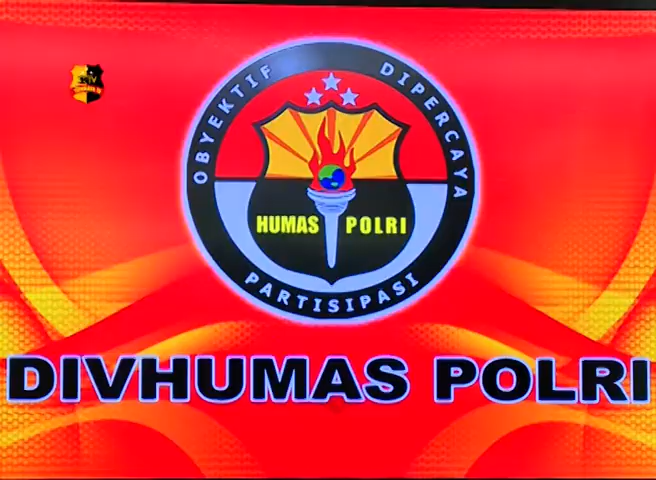 OBYEKTIF DIPERCAYA
HUMAS POLRI
PARTISIPASI
DIVHUMAS POLRI